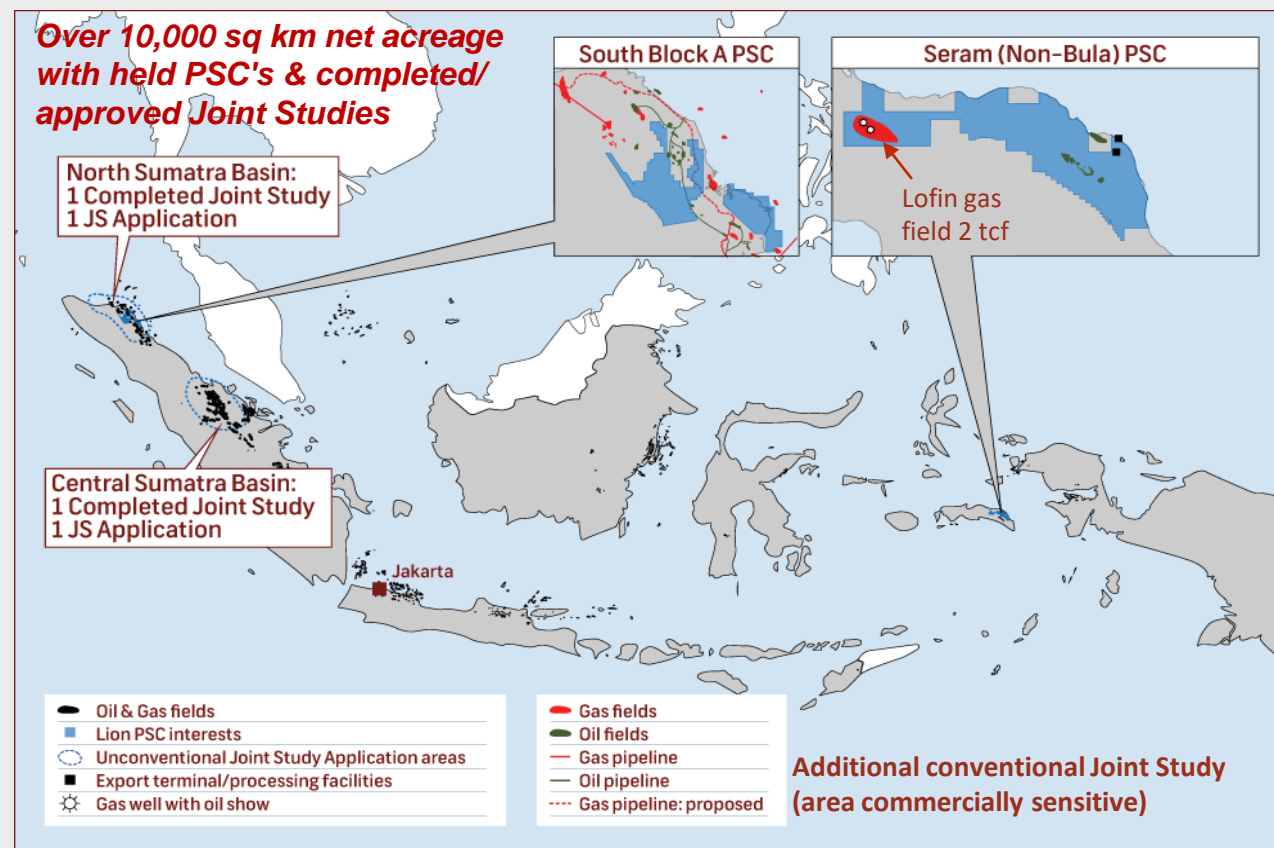 Over 10,000 sq km net acreage
with held PSC's & completed/
approved Joint Studies
South Block A PSC
Seram (Non-Bula) PSC
Lofin gas
field 2 tcf
North Sumatra Basin:
1 Completed Joint Study
1 JS Application
Central Sumatra Basin:
1 Completed Joint Study
1 JS Application
Jakarta
Oil & Gas fields
Lion PSC interests
Unconventional Joint Study Application areas
Export terminal/processing facilities
Gas well with oil show
Gas fields
Oil fields
Gas pipeline
Oil pipeline
Gas pipeline: proposed
Additional conventional Joint Study
(area commercially sensitive)